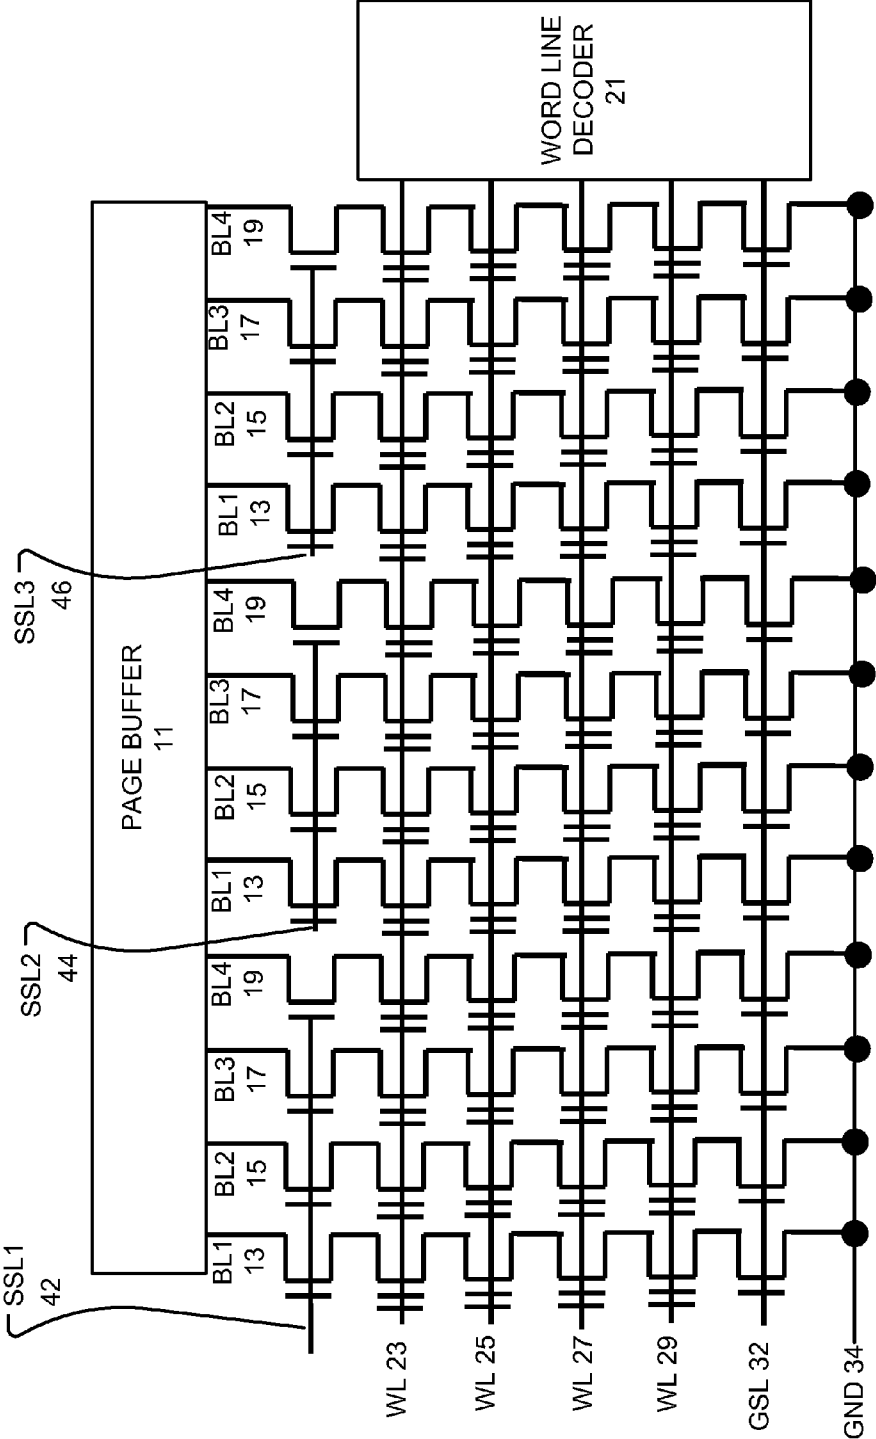 SSL1
42
SSL2
44
SSL3
46
PAGE BUFFER
11
BL1
13
BL2
15
BL3
17
BL4
19
BL1
13
BL2
15
BL3
17
BL4
19
BL1
13
BL2
15
BL3
17
BL4
19
WL 23
WL 25
WL 27
WL 29
GSL 32
GND 34
WORD LINE
DECODER
21